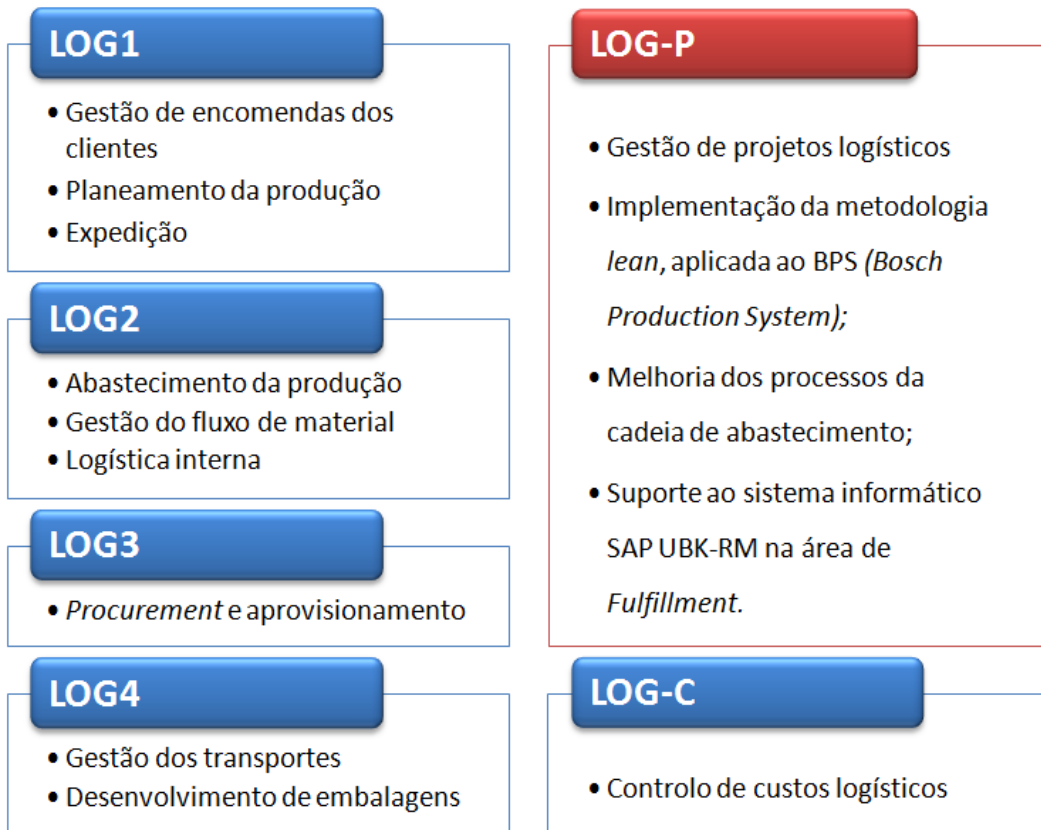 LOG1
• Gestão de encomendas dos
clientes
• Planeamento da produção
• Expedição
LOG2
• Abastecimento da produção
• Gestão do fluxo de material
• Logística interna
LOG3
• Procurement e aprovisionamento
LOG4
• Gestão dos transportes
• Desenvolvimento de embalagens
LOG-P
• Gestão de projetos logísticos
• Implementação da metodologia
lean, aplicada ao BPS (Bosch
Production System);
• Melhoria dos processos da
cadeia de abastecimento;
• Suporte ao sistema informático
SAP UBK-RM na área de
Fulfillment.
LOG-C
• Controlo de custos logísticos